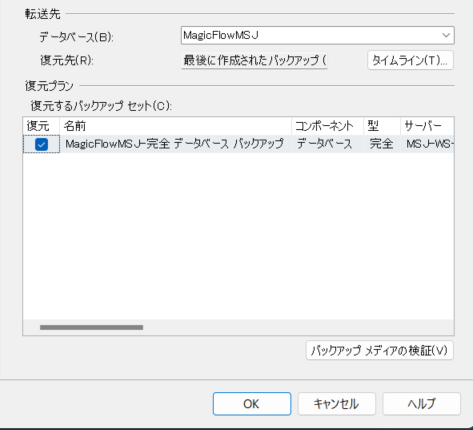 転送先
データベース(B): MagicFlowMSJ
復元先(R): 最後に作成されたバックアップ ( タイムライン(T)...
復元プラン
復元するバックアップ セット(C):
復元 名前 コンポーネント 型 サーバー
MagicFlowMSJ-完全 データベース バックアップ データベース 完全 MSJ-WS-
バックアップ メディアの検証(V)
OK キャンセル ヘルプ